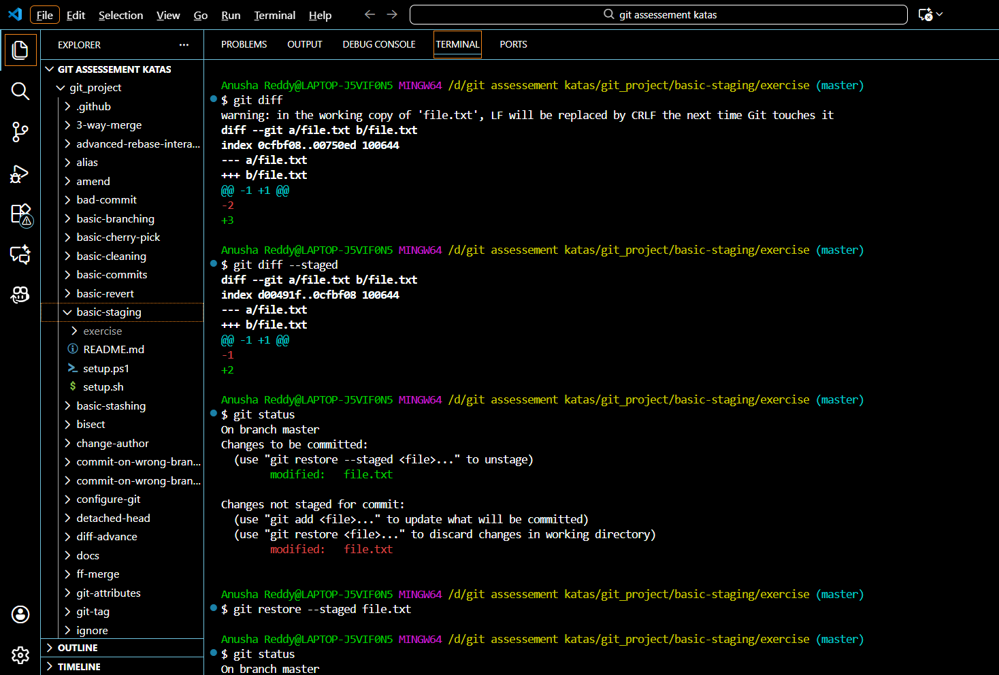 File Edit Selection View Go Run Terminal Help
git assessement katas
EXPLORER
GIT ASSESSEMENT KATAS
git_project
.github
3-way-merge
advanced-rebase-intera...
alias
amend
bad-commit
basic-branching
basic-cherry-pick
basic-cleaning
basic-commits
basic-revert
basic-staging
exercise
README.md
setup.ps1
$ setup.sh
basic-stashing
bisect
change-author
commit-on-wrong-bran...
commit-on-wrong-bran...
configure-git
detached-head
diff-advance
docs
ff-merge
git-attributes
git-tag
ignore
OUTLINE
TIMELINE
PROBLEMS OUTPUT DEBUG CONSOLE TERMINAL PORTS
Anusha Reddy@LAPTOP-J5VIF0N5 MINGW64 /d/git assessement katas/git_project/basic-staging/exercise (master)
$ git diff
warning: in the working copy of 'file.txt', LF will be replaced by CRLF the next time Git touches it
diff --git a/file.txt b/file.txt
index 0cfbf08..00750ed 100644
--- a/file.txt
+++ b/file.txt
@@ -1 +1 @@
-2
+3
Anusha Reddy@LAPTOP-J5VIF0N5 MINGW64 /d/git assessement katas/git_project/basic-staging/exercise (master)
$ git diff --staged
diff --git a/file.txt b/file.txt
index d00491f..0cfbf08 100644
--- a/file.txt
+++ b/file.txt
@@ -1 +1 @@
-1
+2
Anusha Reddy@LAPTOP-J5VIF0N5 MINGW64 /d/git assessement katas/git_project/basic-staging/exercise (master)
$ git status
On branch master
Changes to be committed:
(use "git restore --staged <file>..." to unstage)
modified: file.txt
Changes not staged for commit:
(use "git add <file>..." to update what will be committed)
(use "git restore <file>..." to discard changes in working directory)
modified: file.txt
Anusha Reddy@LAPTOP-J5VIF0N5 MINGW64 /d/git assessement katas/git_project/basic-staging/exercise (master)
$ git restore --staged file.txt
Anusha Reddy@LAPTOP-J5VIF0N5 MINGW64 /d/git assessement katas/git_project/basic-staging/exercise (master)
$ git status
On branch master